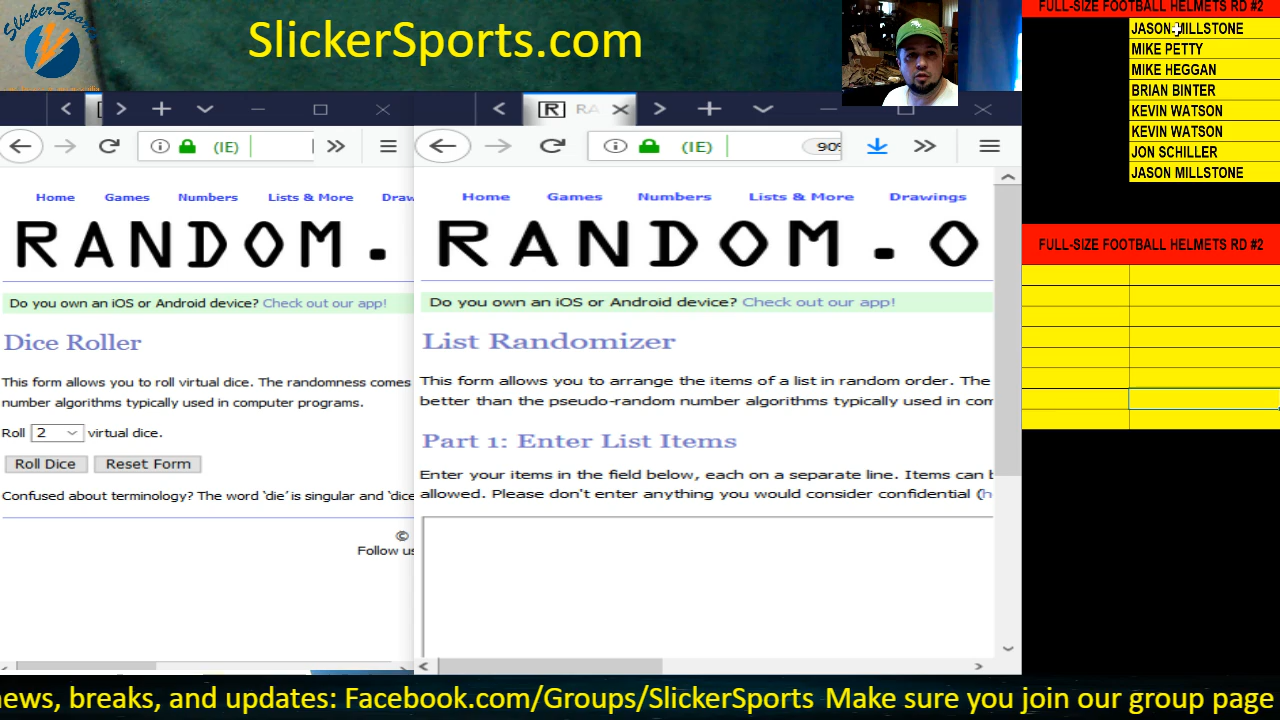 SlickerSports
SlickerSports.com
FULL-SIZE FOOTBALL HELMETS RD #2
JASON MILLSTONE
MIKE PETTY
MIKE HEGGAN
BRIAN BINTER
KEVIN WATSON
KEVIN WATSON
JON SCHILLER
JASON MILLSTONE
FULL-SIZE FOOTBALL HELMETS RD #2
(IE)
Home Games Numbers Lists & More Draw
RANDOM.
Do you own an iOS or Android device? Check out our app!
Dice Roller
This form allows you to roll virtual dice. The randomness comes
number algorithms typically used in computer programs.
Roll 2 virtual dice.
Roll Dice Reset Form
Confused about terminology? The word 'die' is singular and 'dice
©
Follow us
R RA
(IE) 90%
Home Games Numbers Lists & More Drawings
RANDOM.O
Do you own an iOS or Android device? Check out our app!
List Randomizer
This form allows you to arrange the items of a list in random order. The
better than the pseudo-random number algorithms typically used in com
Part 1: Enter List Items
Enter your items in the field below, each on a separate line. Items can b
allowed. Please don't enter anything you would consider confidential (h
news, breaks, and updates: Facebook.com/Groups/SlickerSports Make sure you join our group page